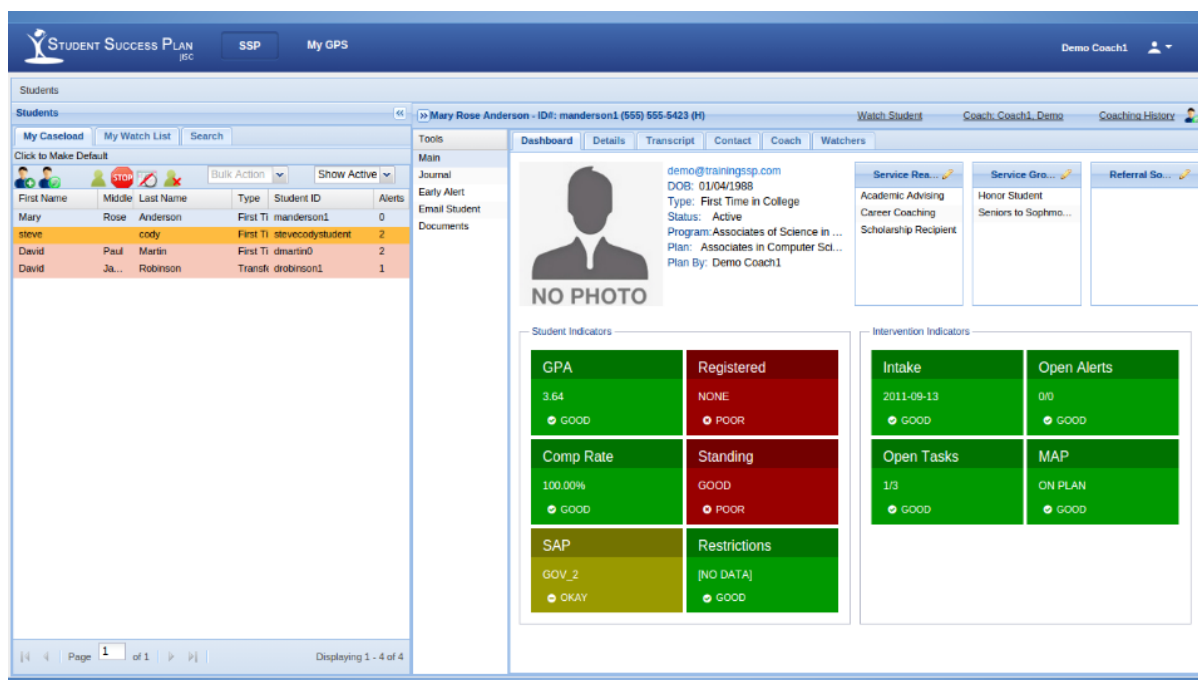 STUDENT SUCCESS PLAN
JISC
SSP
My GPS
Demo Coach1
Students
Students
My Caseload
My Watch List
Search
Click to Make Default
STOP
Bulk Action
Show Active
First Name Middle Last Name Type Student ID Alerts
Mary Rose Anderson First Ti manderson1 0
steve cody First Ti stevecodystudent 2
David Paul Martin First Ti dmartin0 2
David Ja... Robinson Transfe drobinson1 1
Page 1 of 1
Displaying 1 - 4 of 4
Mary Rose Anderson - ID#: manderson1 (555) 555-5423 (H)
Watch Student
Coach: Coach1, Demo
Coaching History
Tools
Main
Journal
Early Alert
Email Student
Documents
Dashboard
Details
Transcript
Contact
Coach
Watchers
NO PHOTO
demo@trainingssp.com
DOB: 01/04/1988
Type: First Time in College
Status: Active
Program: Associates of Science in ...
Plan: Associates in Computer Sci...
Plan By: Demo Coach1
Service Rea...
Academic Advising
Career Coaching
Scholarship Recipient
Service Gro...
Honor Student
Seniors to Sophmo...
Referral So...
Student Indicators
GPA
3.64
GOOD
Registered
NONE
POOR
Comp Rate
100.00%
GOOD
Standing
GOOD
POOR
SAP
GOV_2
OKAY
Restrictions
[NO DATA]
GOOD
Intervention Indicators
Intake
2011-09-13
GOOD
Open Alerts
0/0
GOOD
Open Tasks
1/3
GOOD
MAP
ON PLAN
GOOD